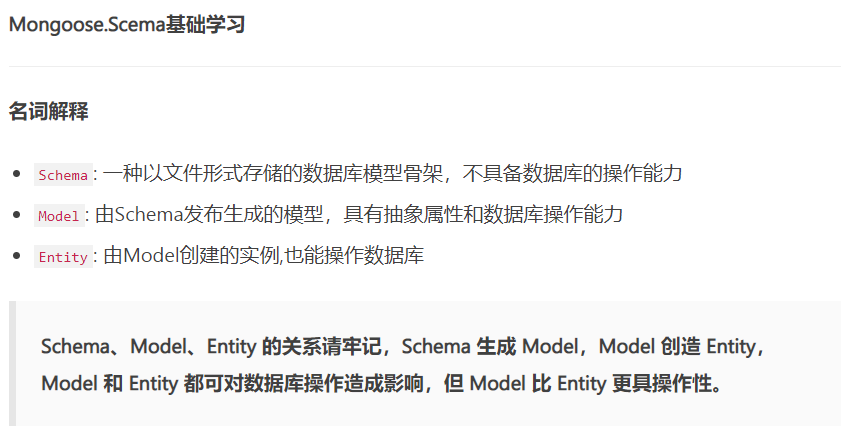 Mongoose.Scema基础学习
名词解释
Schema: 一种以文件形式存储的数据库模型骨架，不具备数据库的操作能力
Model: 由Schema发布生成的模型，具有抽象属性和数据库操作能力
Entity: 由Model创建的实例,也能操作数据库
Schema、Model、Entity 的关系请牢记，Schema 生成 Model，Model 创造 Entity，
Model 和 Entity 都可对数据库操作造成影响，但 Model 比 Entity 更具操作性。